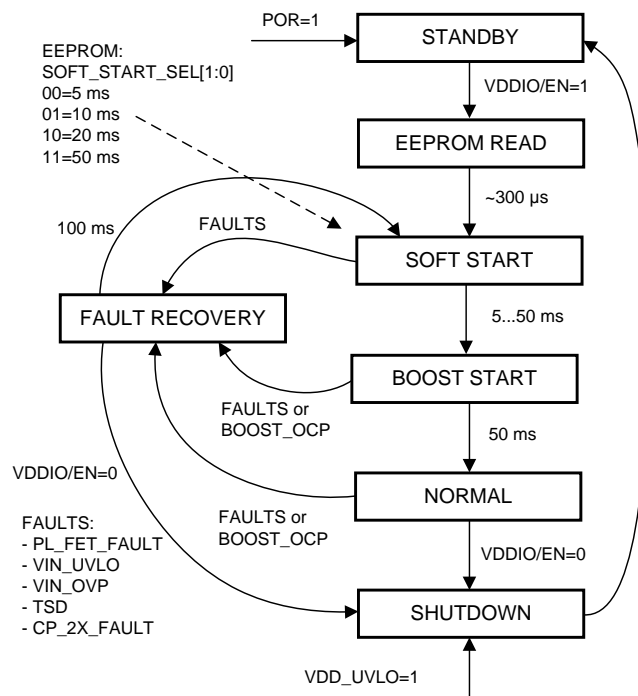 POR=1
STANDBY
EEPROM:
SOFT_START_SEL[1:0]
00=5 ms
01=10 ms
10=20 ms
11=50 ms
VDDIO/EN=1
EEPROM READ
~300 µs
100 ms
FAULTS
SOFT START
FAULT RECOVERY
5...50 ms
BOOST START
FAULTS or
BOOST_OCP
50 ms
VDDIO/EN=0
NORMAL
FAULTS or
BOOST_OCP
FAULTS:
- PL_FET_FAULT
- VIN_UVLO
- VIN_OVP
- TSD
- CP_2X_FAULT
VDDIO/EN=0
SHUTDOWN
VDD_UVLO=1